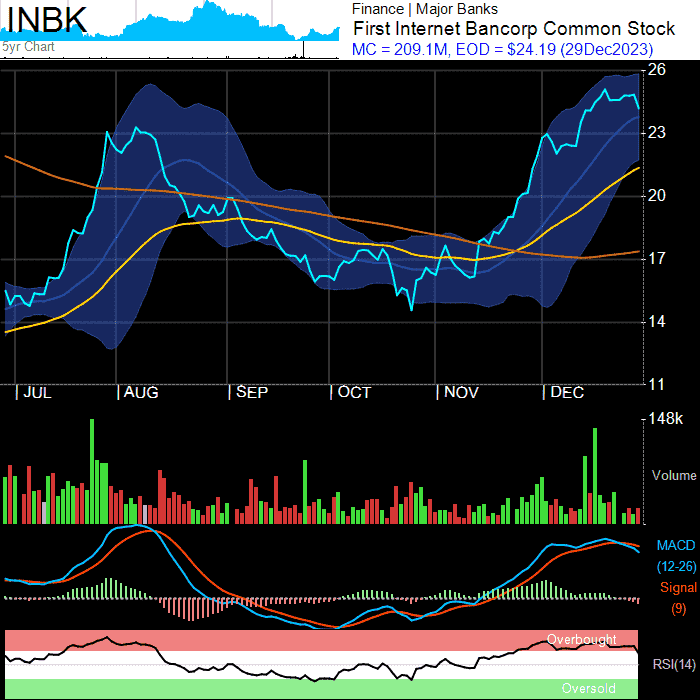 INBK
5yr Chart
Finance | Major Banks
First Internet Bancorp Common Stock
MC = 209.1M, EOD = $24.19 (29Dec2023)
26
23
20
17
14
11
| JUL | AUG | SEP | OCT | NOV | DEC
148k
Volume
MACD
(12-26)
Signal
(9)
Overbought
RSI(14)
Oversold